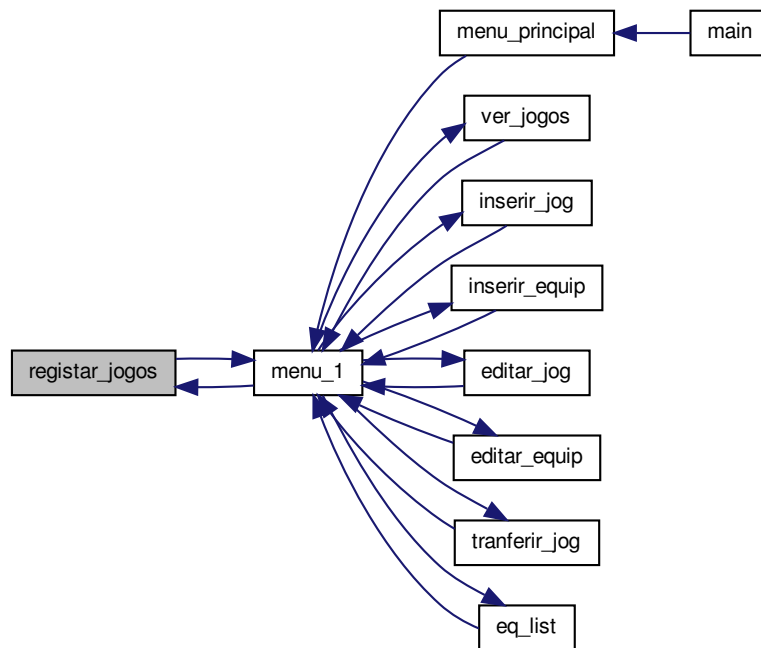 menu_principal
main
ver_jogos
inserir_jog
inserir_equip
registar_jogos
menu_1
editar_jog
editar_equip
tranferir_jog
eq_list